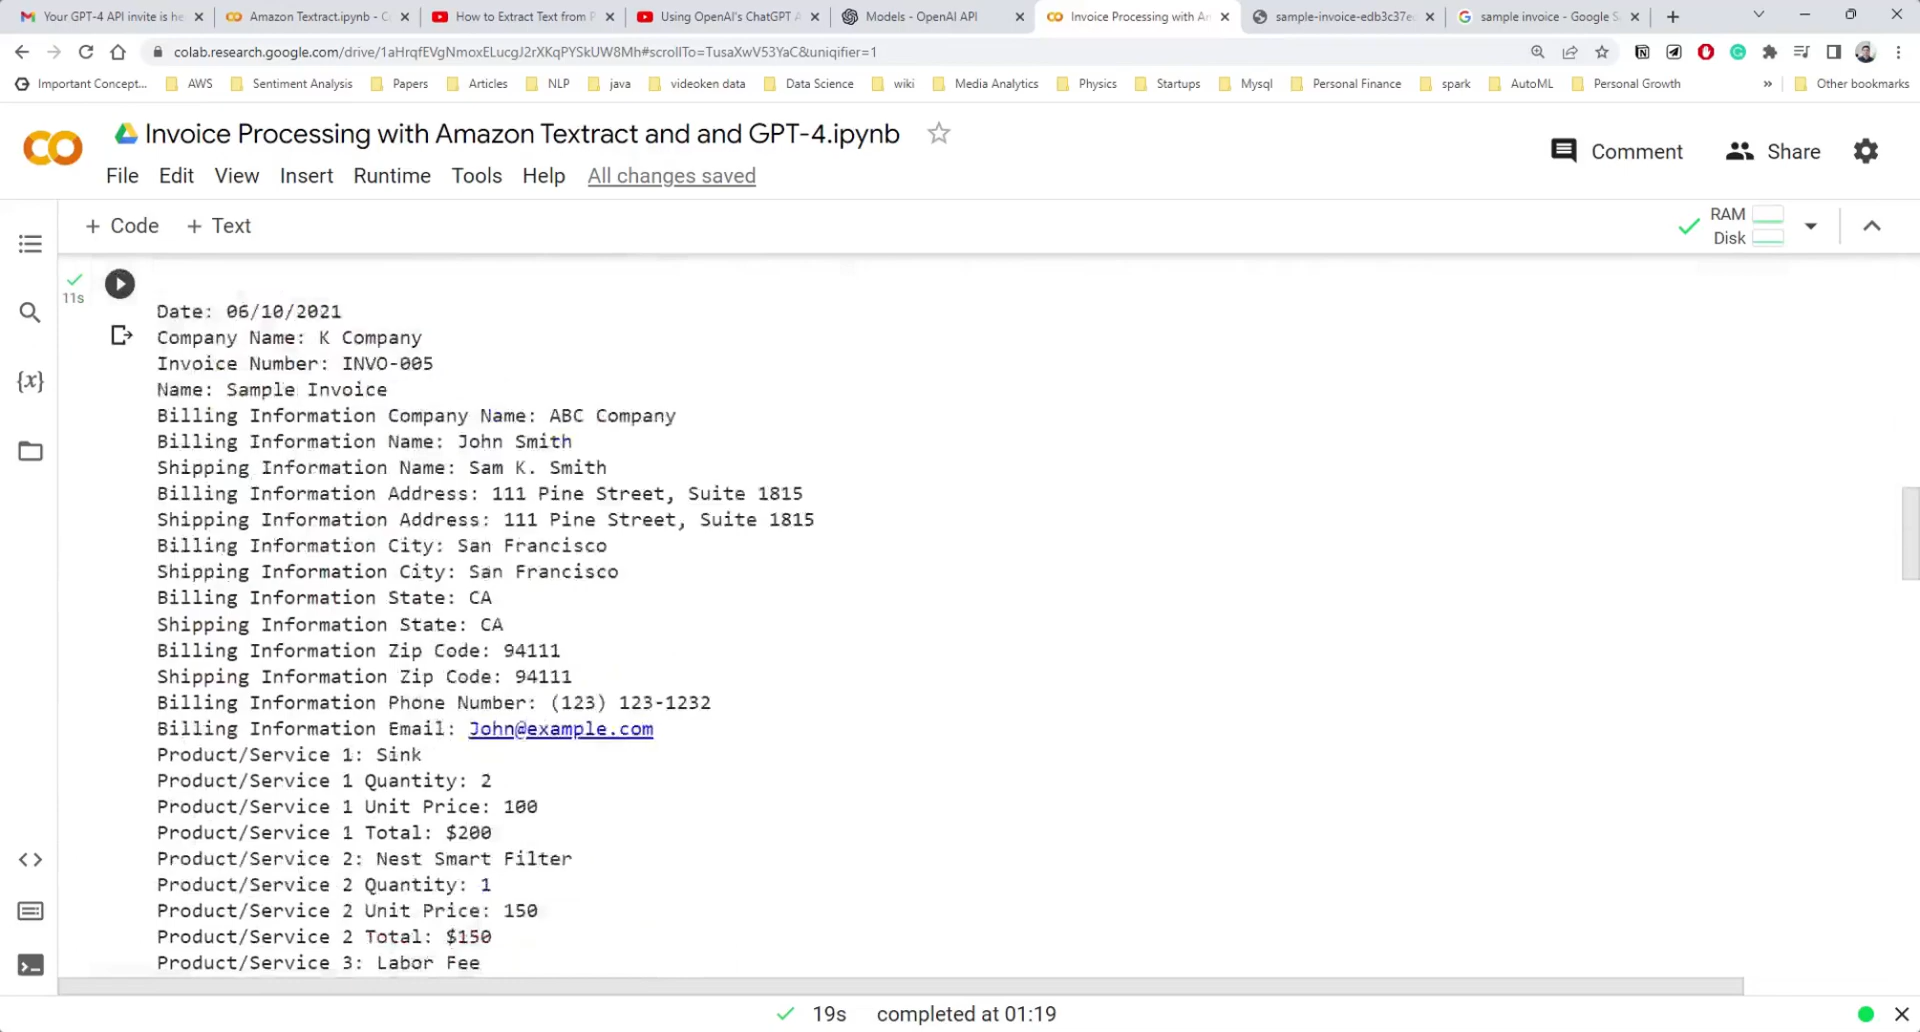 Your GPT-4 API invite is he
Amazon Textract.ipynb - C
How to Extract Text from P
Using OpenAI's ChatGPT A
Models - OpenAI API
Invoice Processing with Am
sample-invoice-edb3c37e
sample invoice - Google S
colab.research.google.com/drive/1aHrqfEVgNmoxELucgJ2rXKqPYSkUW8Mh#scrollTo=TusaXwV53YaC&uniqifier=1
Important Concept...
AWS
Sentiment Analysis
Papers
Articles
NLP
java
videoken data
Data Science
wiki
Media Analytics
Physics
Startups
Mysql
Personal Finance
spark
AutoML
Personal Growth
»
Other bookmarks
Invoice Processing with Amazon Textract and and GPT-4.ipynb
Comment
Share
File Edit View Insert Runtime Tools Help All changes saved
+ Code + Text
RAM
Disk
11s
Date: 06/10/2021
Company Name: K Company
Invoice Number: INVO-005
Name: Sample Invoice
Billing Information Company Name: ABC Company
Billing Information Name: John Smith
Shipping Information Name: Sam K. Smith
Billing Information Address: 111 Pine Street, Suite 1815
Shipping Information Address: 111 Pine Street, Suite 1815
Billing Information City: San Francisco
Shipping Information City: San Francisco
Billing Information State: CA
Shipping Information State: CA
Billing Information Zip Code: 94111
Shipping Information Zip Code: 94111
Billing Information Phone Number: (123) 123-1232
Billing Information Email: John@example.com
Product/Service 1: Sink
Product/Service 1 Quantity: 2
Product/Service 1 Unit Price: 100
Product/Service 1 Total: $200
Product/Service 2: Nest Smart Filter
Product/Service 2 Quantity: 1
Product/Service 2 Unit Price: 150
Product/Service 2 Total: $150
Product/Service 3: Labor Fee
{x}
19s completed at 01:19